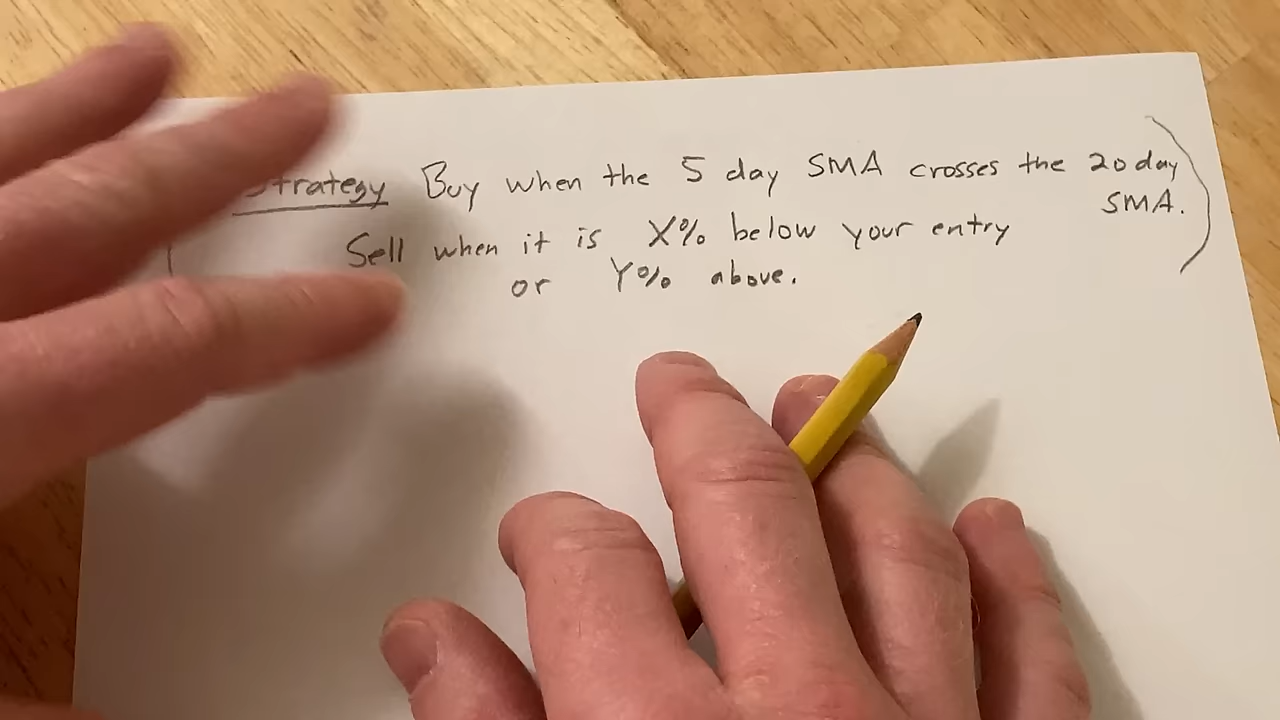 Strategy Buy when the 5 day SMA crosses the 20 day
SMA.
Sell when it is X% below your entry
or Y% above.